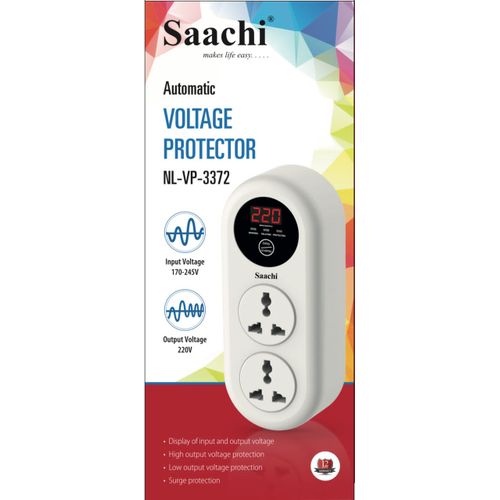 Saachi®
makes life easy.....
Automatic
VOLTAGE
PROTECTOR
NL-VP-3372
220
Input Voltage
170-245V
Saachi
Output Voltage
220V
• Display of input and output voltage
• High output voltage protection
• Low output voltage protection
• Surge protection